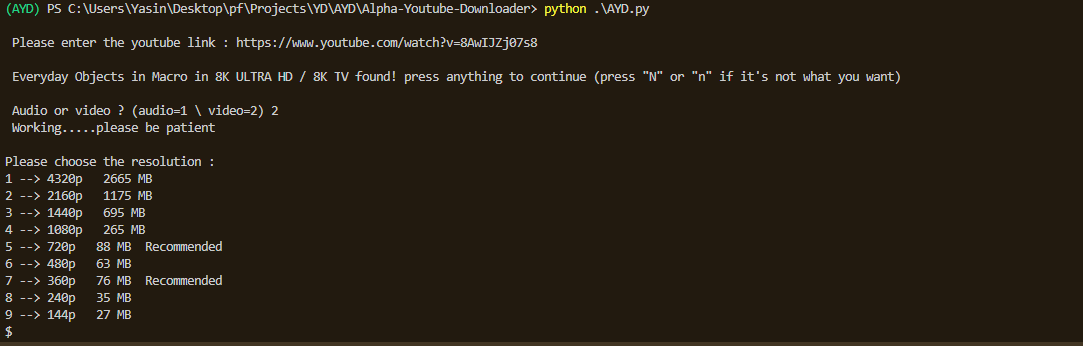 (AYD) PS C:\Users\Yasin\Desktop\pf\Projects\YD\AYD\Alpha-Youtube-Downloader> python .\AYD.py
Please enter the youtube link : https://www.youtube.com/watch?v=8AwIJZj07s8
Everyday Objects in Macro in 8K ULTRA HD / 8K TV found! press anything to continue (press "N" or "n" if it's not what you want)
Audio or video ? (audio=1 \ video=2) 2
Working.....please be patient
Please choose the resolution :
1 --> 4320p   2665 MB
2 --> 2160p   1175 MB
3 --> 1440p   695 MB
4 --> 1080p   265 MB
5 --> 720p   88 MB  Recommended
6 --> 480p   63 MB
7 --> 360p   76 MB  Recommended
8 --> 240p   35 MB
9 --> 144p   27 MB
$